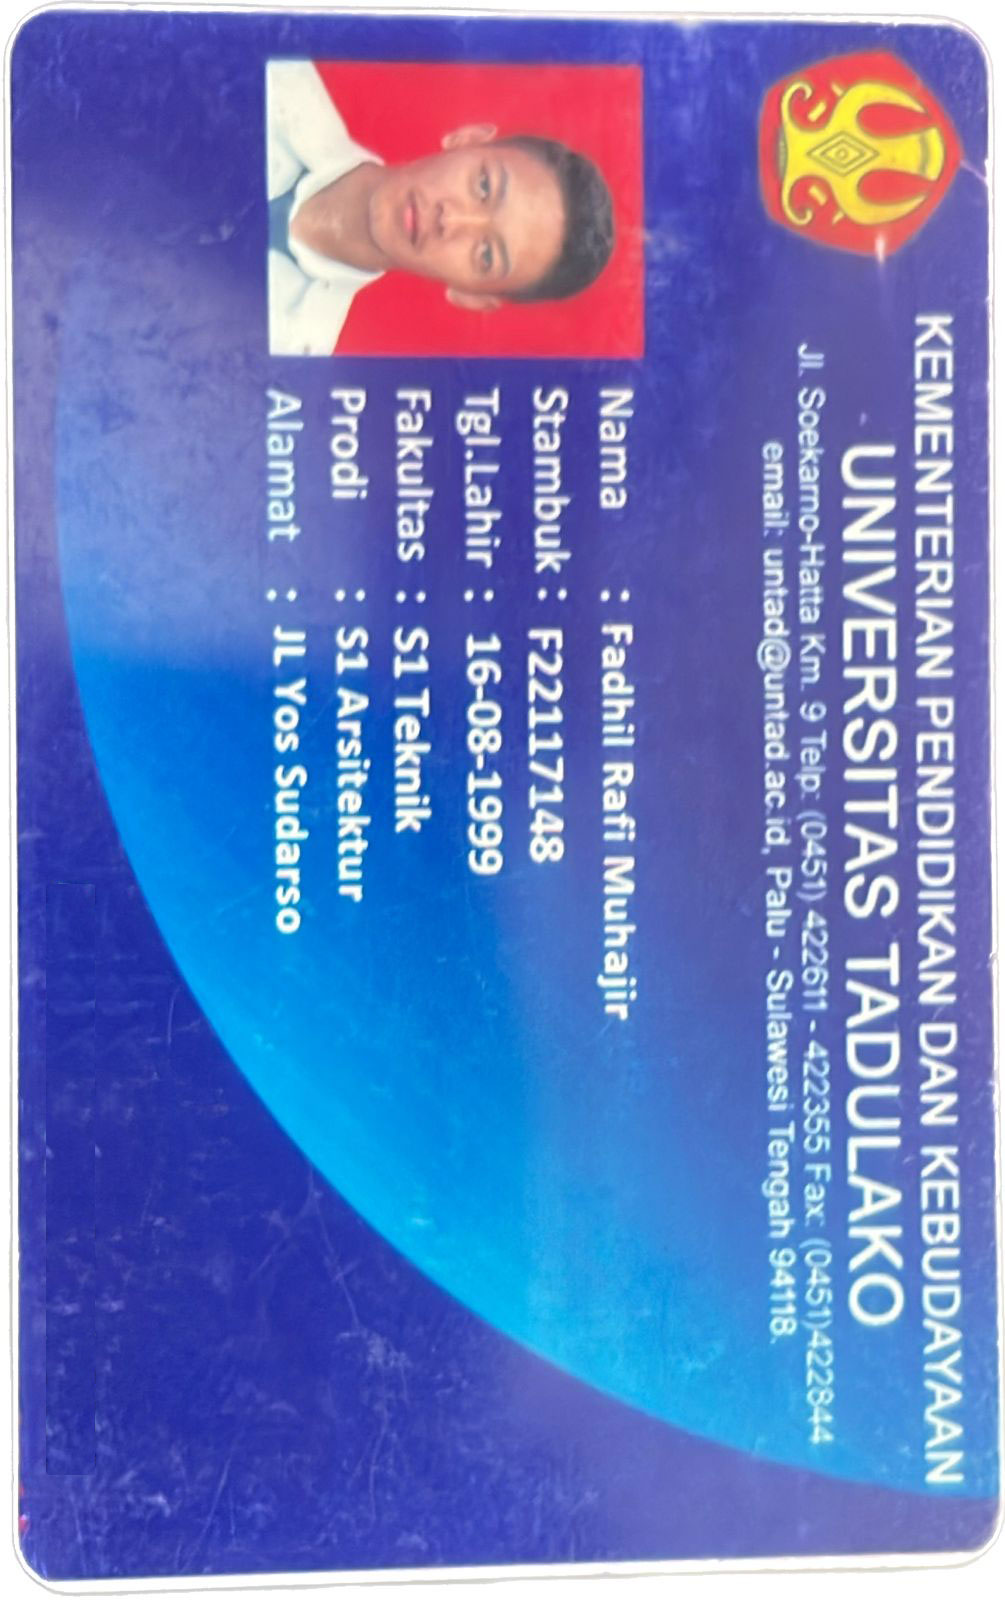 KEMENTERIAN PENDIDIKAN DAN KEBUDAYAAN
UNIVERSITAS TADULAKO
Jl. Soekarno-Hatta Km. 9 Telp: (0451) 422611 - 422355 Fax: (0451)422844
email: untad@untad.ac.id, Palu - Sulawesi Tengah 94118.
Nama : Fadhil Rafi Muhajir
Stambuk : F22117148
Tgl.Lahir : 16-08-1999
Fakultas : S1 Teknik
Prodi : S1 Arsitektur
Alamat : JL Yos Sudarso